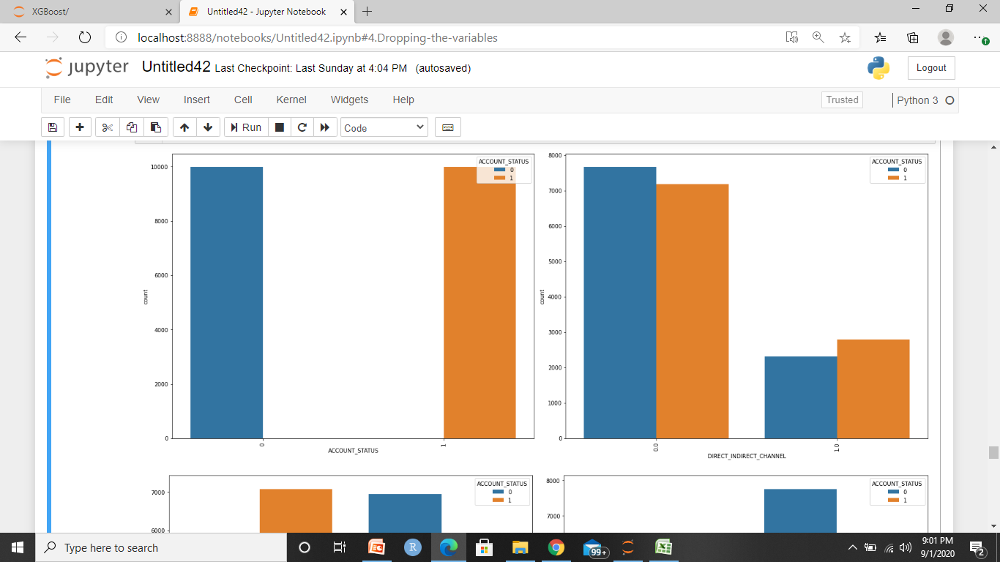 XGBoost/
Untitled42 - Jupyter Notebook
localhost:8888/notebooks/Untitled42.ipynb#4.Dropping-the-variables
jupyter Untitled42 Last Checkpoint: Last Sunday at 4:04 PM (autosaved)
Logout
File Edit View Insert Cell Kernel Widgets Help
Trusted
Python 3
Run
Code
10000
8000
6000
4000
2000
0
count
0
1
ACCOUNT_STATUS
ACCOUNT_STATUS
0
1
8000
7000
6000
5000
4000
3000
2000
1000
0
count
0.0
1.0
DIRECT_INDIRECT_CHANNEL
ACCOUNT_STATUS
0
1
7000
6000
ACCOUNT_STATUS
0
1
8000
7000
ACCOUNT_STATUS
0
1
Type here to search
R
99+
9:01 PM
9/1/2020
2